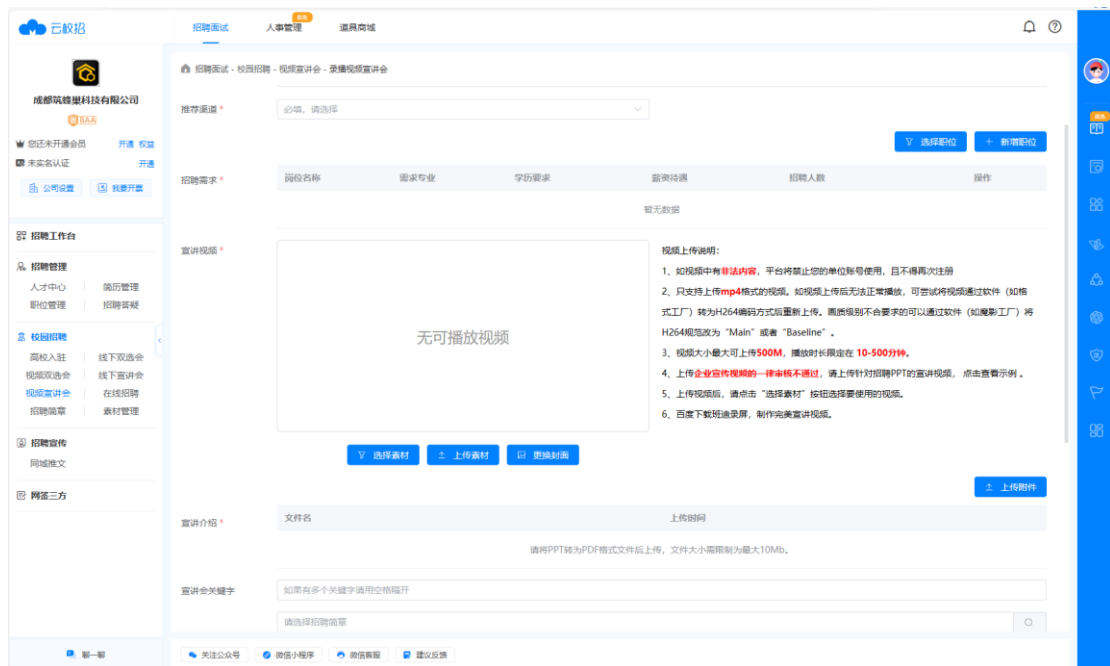 云校招
招聘面试
人事管理
道具商城
成都筑蜂巢科技有限公司
您还未开通会员 开通 权益
未实名认证 开通
公司设置 我要开票
招聘工作台
招聘管理
人才中心 简历管理
职位管理 招聘答疑
校园招聘
高校入驻 线下双选会
视频双选会 线下宣讲会
视频宣讲会 在线招聘
招聘简章 素材管理
招聘宣传
同城推文
网签三方
聊一聊
招聘面试 - 校园招聘 - 视频宣讲会 - 录播视频宣讲会
推荐渠道 * 必填，请选择
选择职位 + 新增职位
招聘需求 * 岗位名称 需求专业 学历要求 薪资待遇 招聘人数 操作
暂无数据
宣讲视频 *
无可播放视频
视频上传说明：
1、如视频中有非法内容，平台将禁止您的单位账号使用，且不得再次注册
2、只支持上传mp4格式的视频。如视频上传后无法正常播放，可尝试将视频通过软件（如格
式工厂）转为H264编码方式后重新上传。画质级别不合要求的可以通过软件（如魔影工厂）将
H264规范改为“Main”或者“Baseline”。
3、视频大小最大可上传500M，播放时长限定在 10-500分钟。
4、上传企业宣传视频的一律审核不通过，请上传针对招聘PPT的宣讲视频， 点击查看示例 。
5、上传视频后，请点击“选择素材”按钮选择要使用的视频。
6、百度下载班迪录屏，制作完美宣讲视频。
选择素材 上传素材 更换封面
上传附件
宣讲介绍 * 文件名 上传时间
请将PPT转为PDF格式文件后上传，文件大小需限制为最大10Mb。
宣讲会关键字 如果有多个关键字请用空格隔开
请选择招聘简章
关注公众号 微信小程序 微信客服 建议反馈